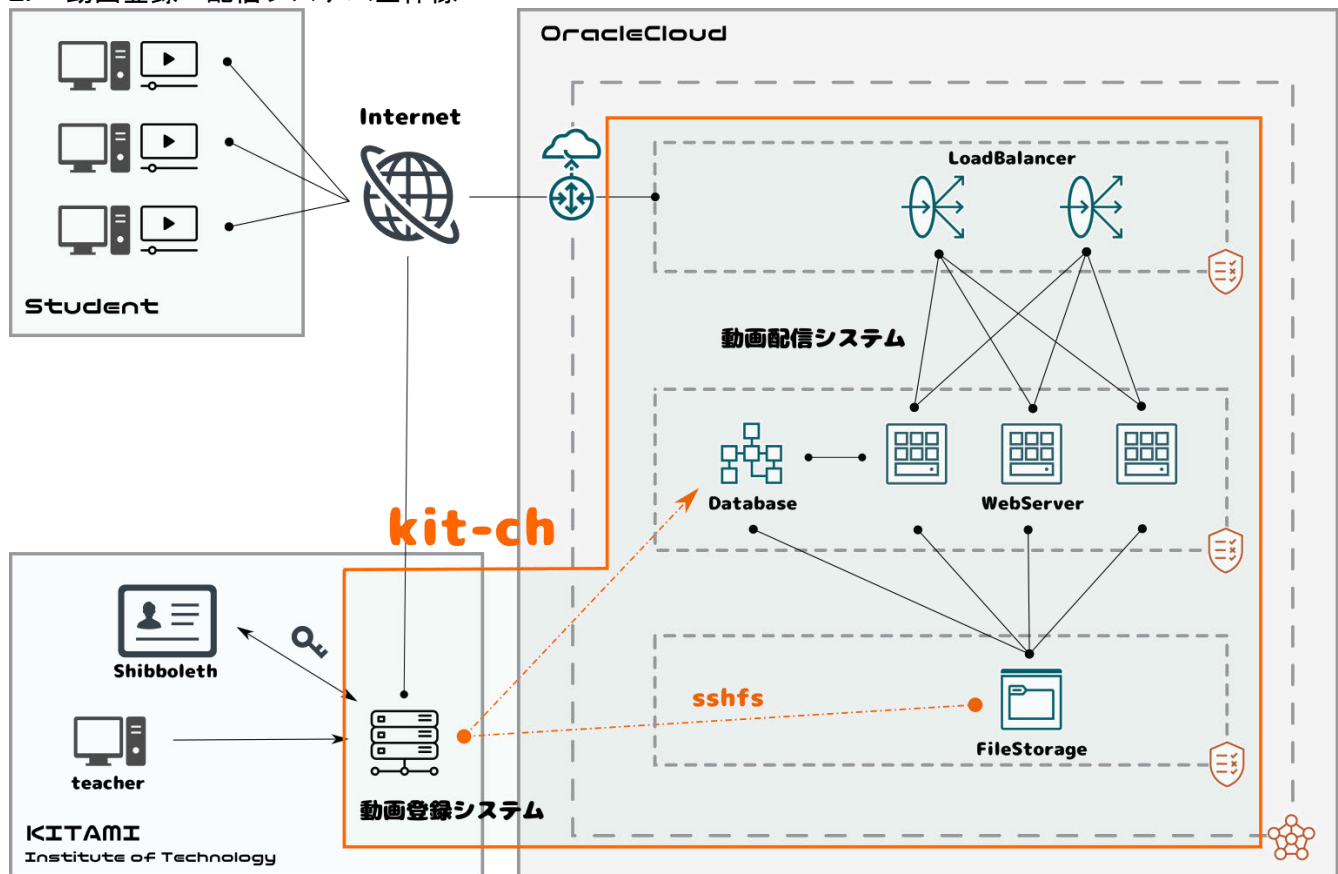 OracleCloud
Internet
LoadBalancer
Student
動画配信システム
Database
WebServer
kit-ch
Shibboleth
sshfs
FileStorage
teacher
動画登録システム
KITAMI
Institute of Technology